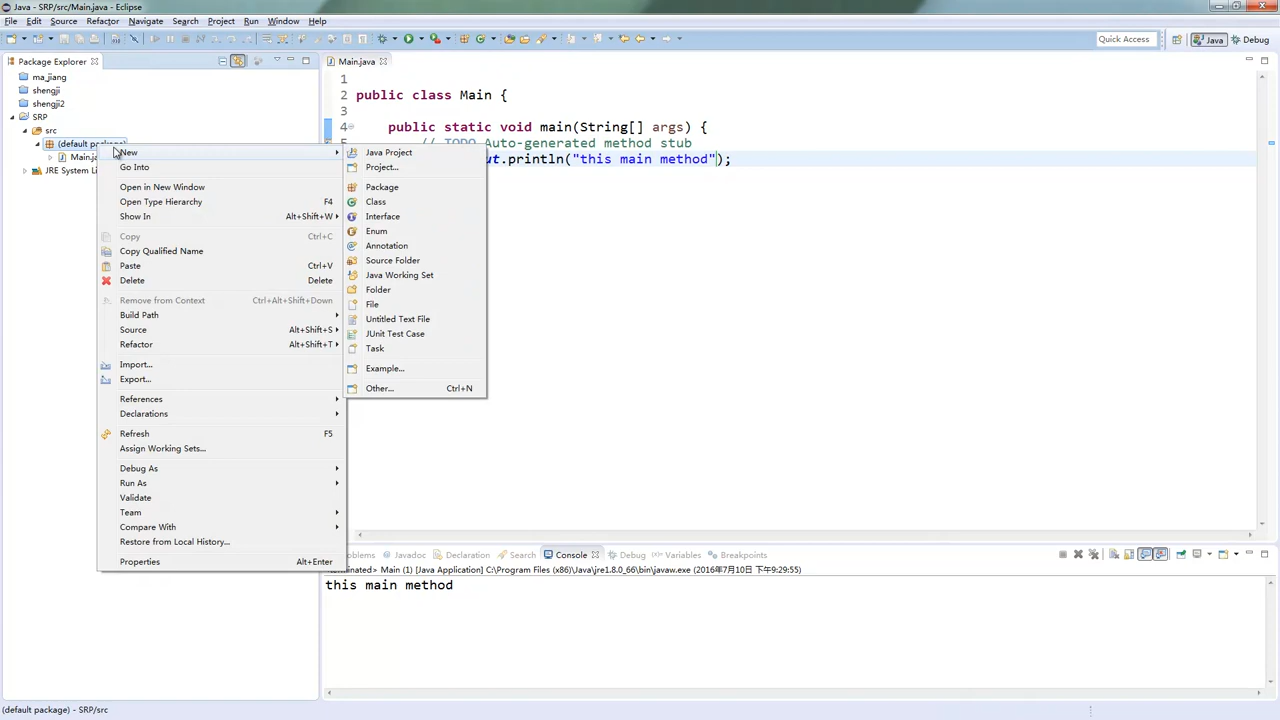 Java - SRP/src/Main.java - Eclipse
File Edit Source Refactor Navigate Search Project Run Window Help
Quick Access Java Debug
Package Explorer
Main.java
ma_jiang
shengji
shengji2
SRP
src
(default package)
Main.ja
JRE System Li
1
2 public class Main {
3
4 public static void main(String[] args) {
// TODO Auto-generated method stub
ut.println("this main method");
New
Go Into
Open in New Window
Open Type Hierarchy F4
Show In Alt+Shift+W
Copy Ctrl+C
Copy Qualified Name
Paste Ctrl+V
Delete Delete
Remove from Context Ctrl+Alt+Shift+Down
Build Path
Source Alt+Shift+S
Refactor Alt+Shift+T
Import...
Export...
References
Declarations
Refresh F5
Assign Working Sets...
Debug As
Run As
Validate
Team
Compare With
Restore from Local History...
Properties Alt+Enter
Java Project
Project...
Package
Class
Interface
Enum
Annotation
Source Folder
Java Working Set
Folder
File
Untitled Text File
JUnit Test Case
Task
Example...
Other... Ctrl+N
oblems Javadoc Declaration Search Console Debug Variables Breakpoints
erminated> Main (1) [Java Application] C:\Program Files (x86)\Java\jre1.8.0_66\bin\javaw.exe (2016年7月10日 下午9:29:55)
this main method
(default package) - SRP/src